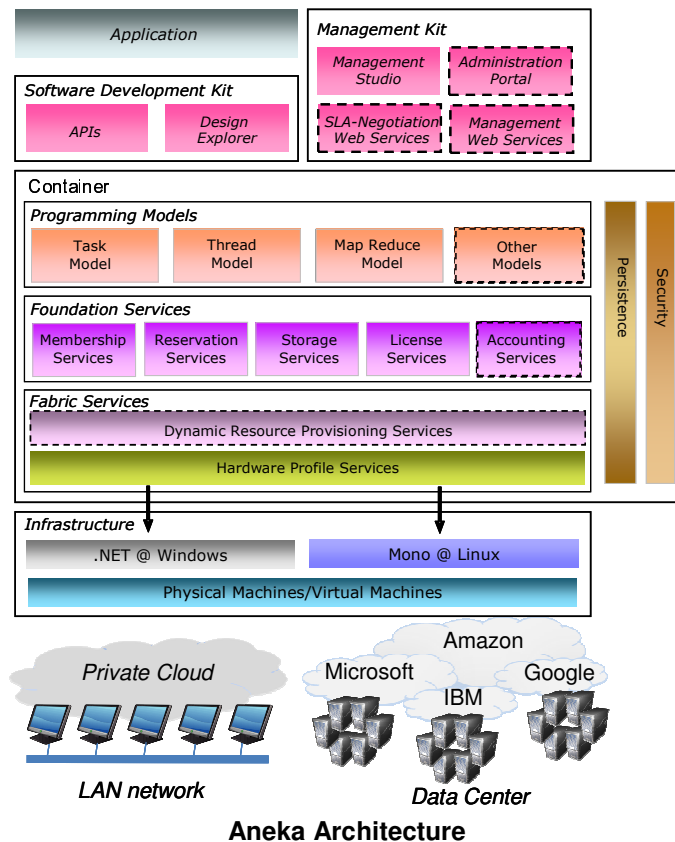 Application
Management Kit
Management
Studio
Administration
Portal
SLA-Negotiation
Web Services
Management
Web Services
Software Development Kit
APIs
Design
Explorer
Container
Programming Models
Task
Model
Thread
Model
Map Reduce
Model
Other
Models
Foundation Services
Membership
Services
Reservation
Services
Storage
Services
License
Services
Accounting
Services
Fabric Services
Dynamic Resource Provisioning Services
Hardware Profile Services
Persistence
Security
Infrastructure
.NET @ Windows
Mono @ Linux
Physical Machines/Virtual Machines
Private Cloud
LAN network
Amazon
Microsoft
Google
IBM
Data Center
Aneka Architecture